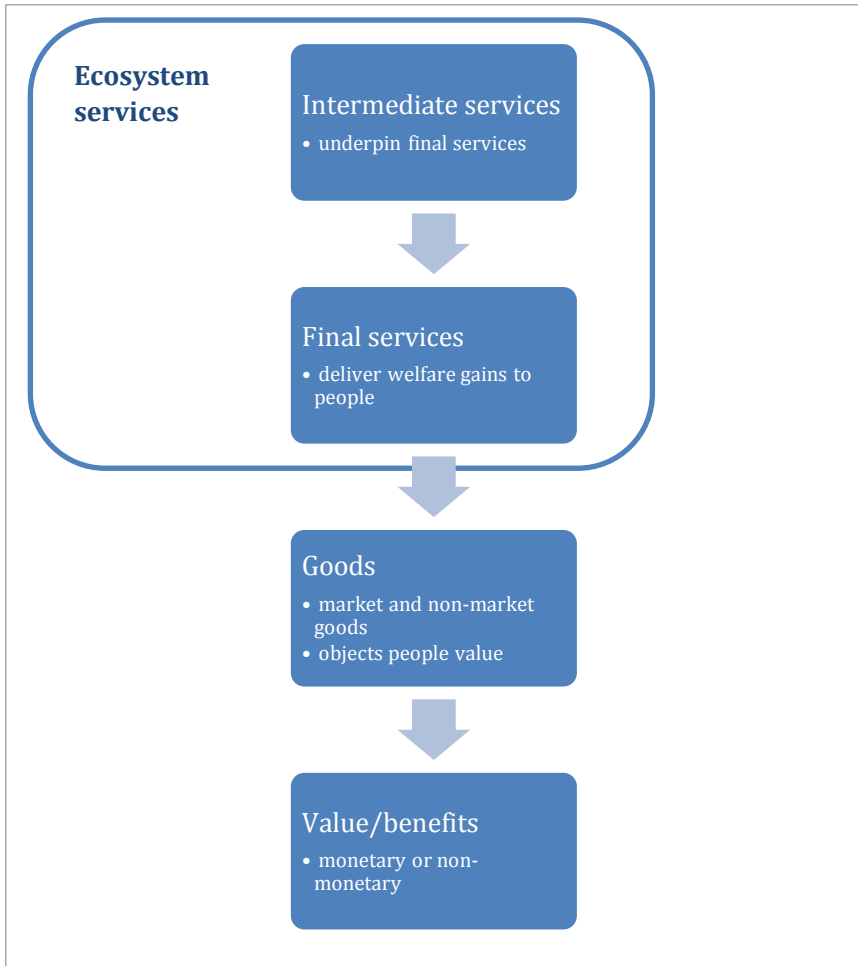 Ecosystem
services
Intermediate services
• underpin final services
Final services
• deliver welfare gains to
people
Goods
• market and non-market
goods
• objects people value
Value/benefits
• monetary or non-
monetary